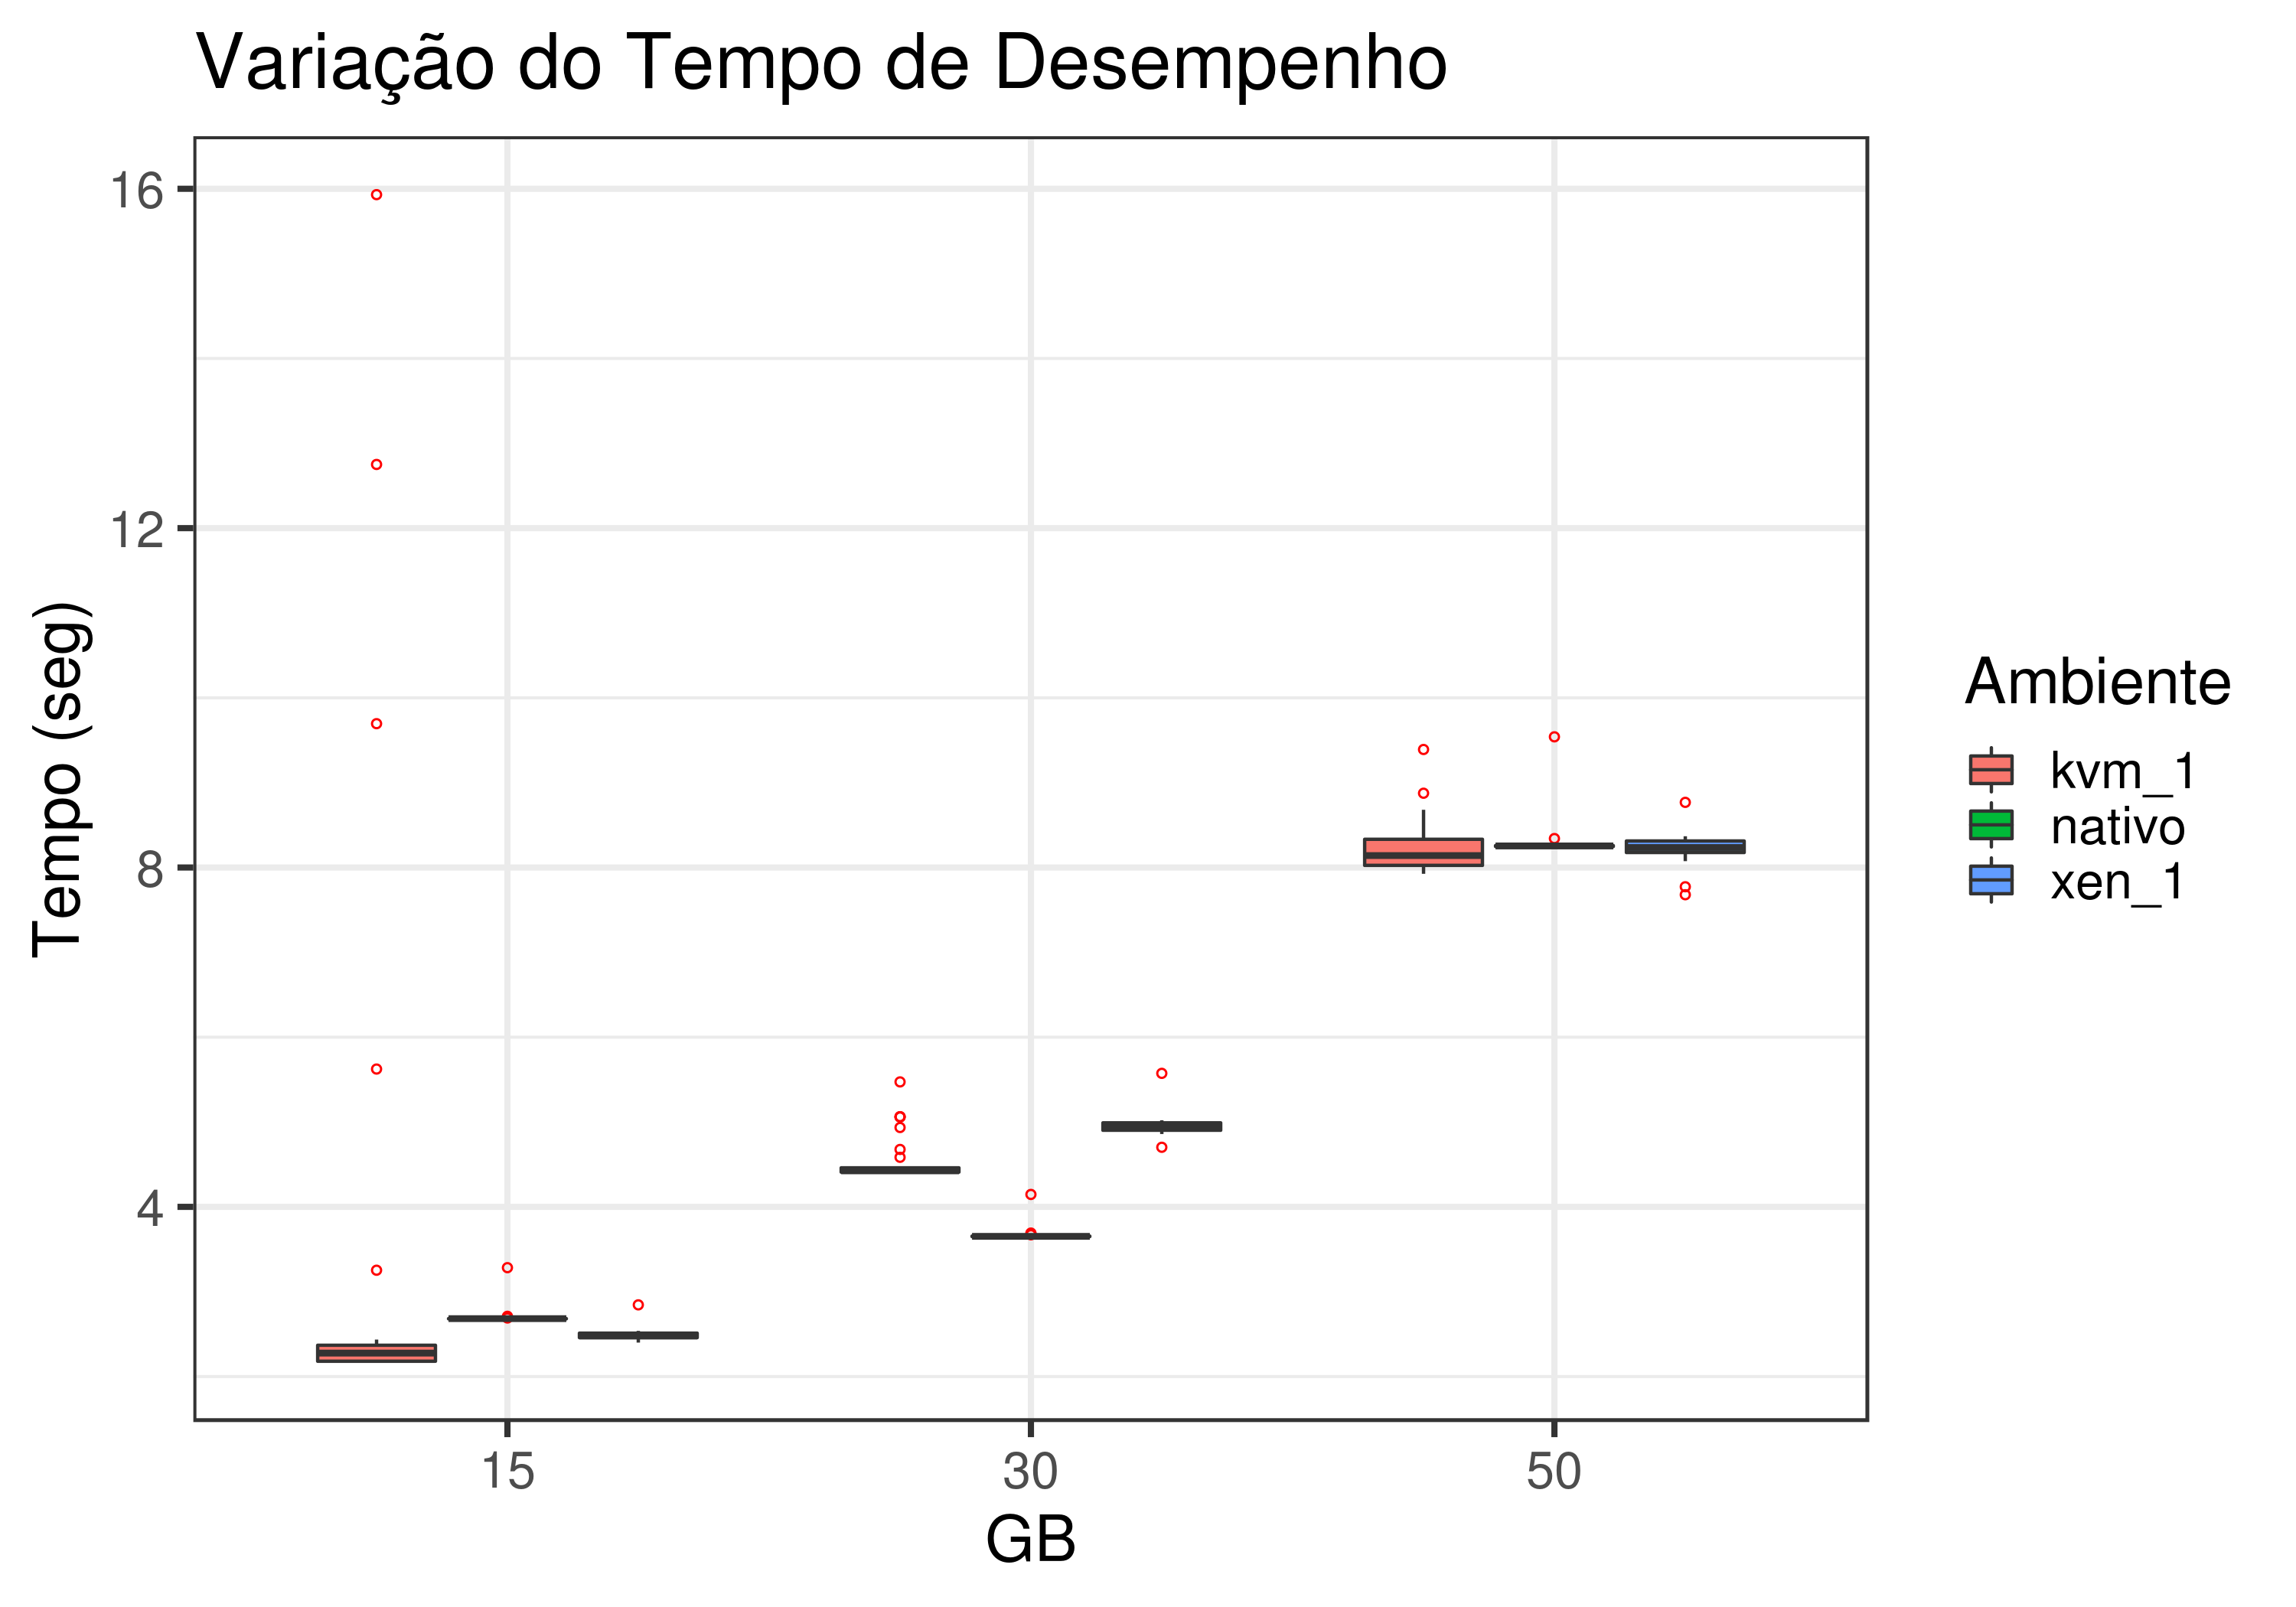 Variação do Tempo de Desempenho
Tempo (seg)
16
12
8
4
15
30
50
GB
Ambiente
kvm_1
nativo
xen_1